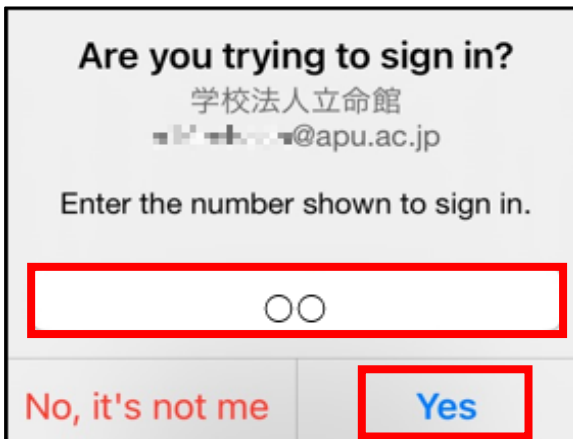 Are you trying to sign in?
学校法人立命館
@apu.ac.jp
Enter the number shown to sign in.
○○
No, it's not me
Yes